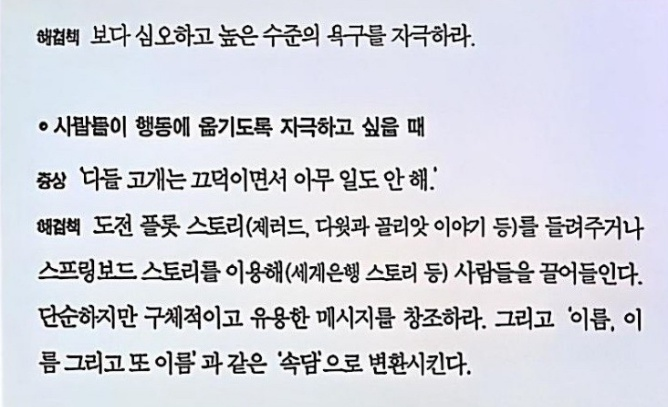 해결책 보다 심오하고 높은 수준의 욕구를 자극하라.
• 사람들이 행동에 옮기도록 자극하고 싶을 때
증상 '다들 고개는 끄덕이면서 아무 일도 안 해.'
해결책 도전 플롯 스토리(제러드, 다윗과 골리앗 이야기 등)를 들려주거나
스프링보드 스토리를 이용해(세계은행 스토리 등) 사람들을 끌어들인다.
단순하지만 구체적이고 유용한 메시지를 창조하라. 그리고 '이름, 이
름 그리고 또 이름'과 같은 '속담'으로 변환시킨다.